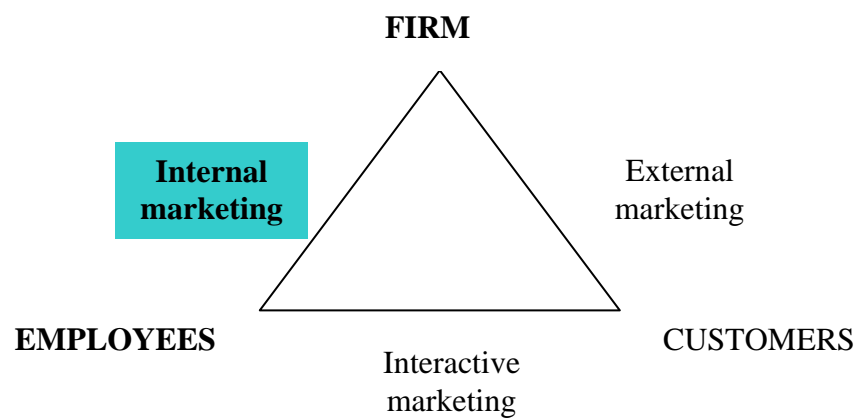 FIRM
Internal
marketing
External
marketing
EMPLOYEES
CUSTOMERS
Interactive
marketing